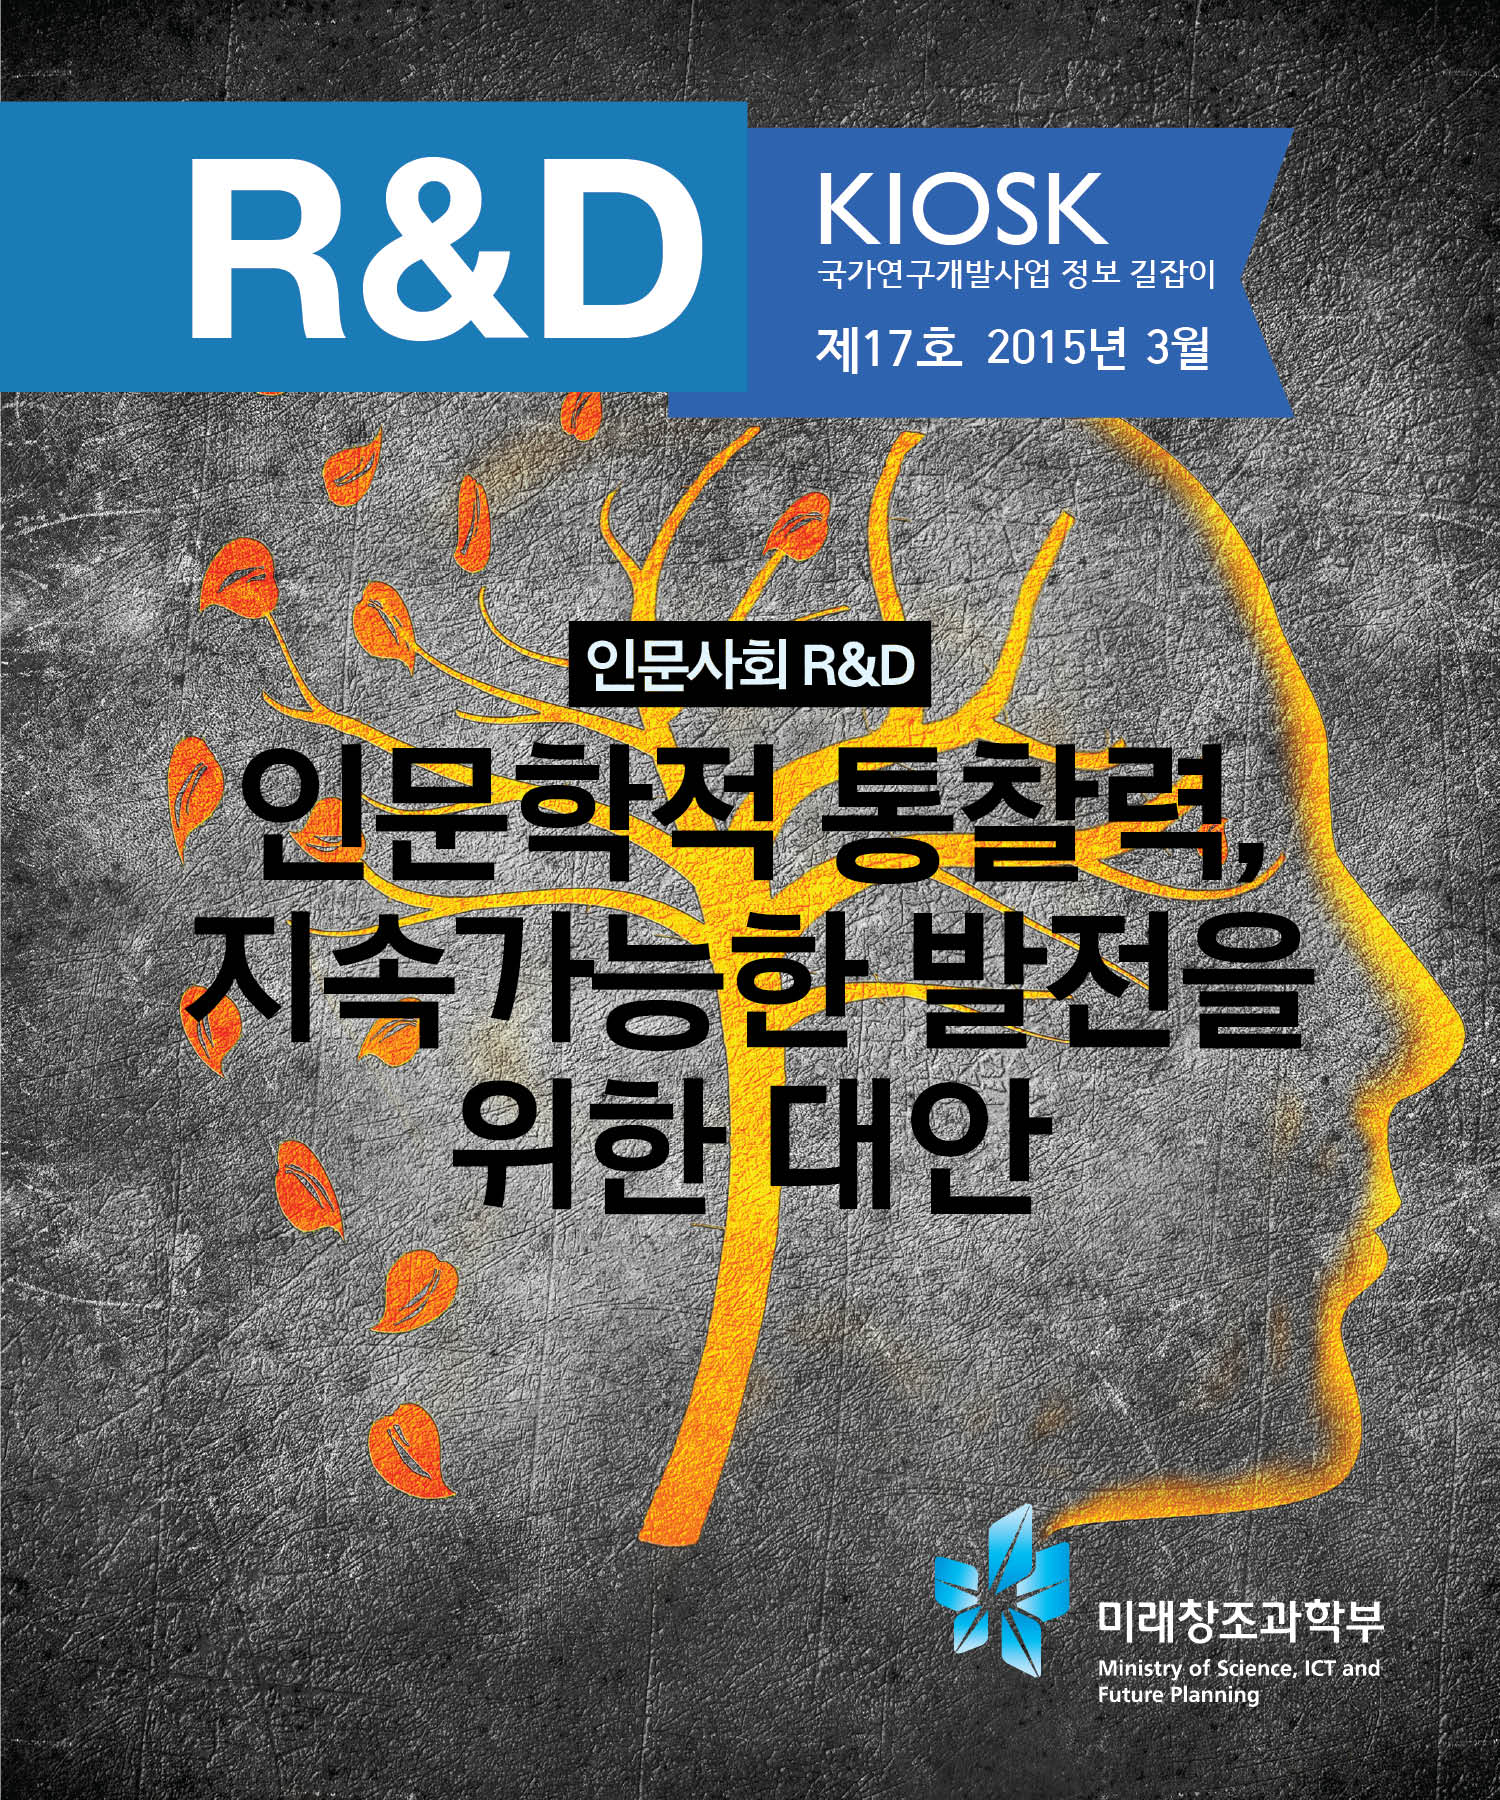 R&D
KIOSK
국가연구개발사업 정보 길잡이
제17호 2015년 3월
인문사회 R&D
인문학적 통찰력,
지속가능한 발전을
위한 대안
미래창조과학부
Ministry of Science, ICT and
Future Planning